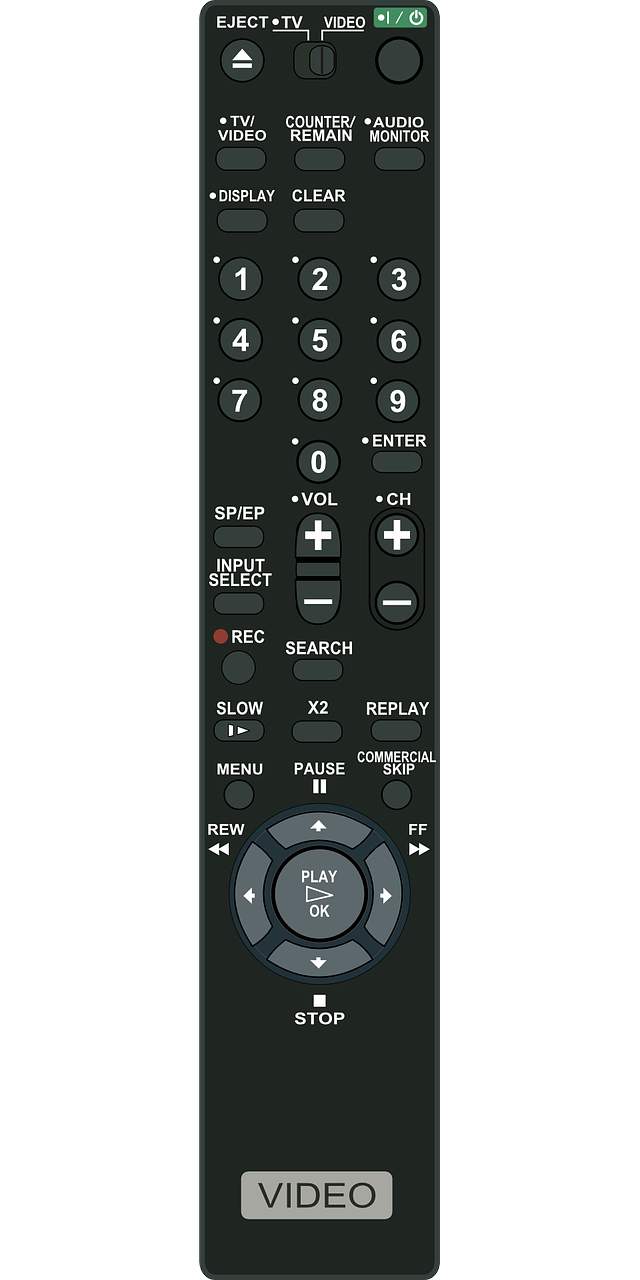 EJECT •TV VIDEO •I / ⏻
•TV/
VIDEO
COUNTER/
REMAIN
•AUDIO
MONITOR
•DISPLAY CLEAR
1 2 3
4 5 6
7 8 9
0
•ENTER
•VOL •CH
+ +
SP/EP
INPUT
SELECT
− −
REC
SEARCH
SLOW X2 REPLAY
MENU PAUSE
COMMERCIAL
SKIP
REW FF
PLAY
OK
STOP
VIDEO